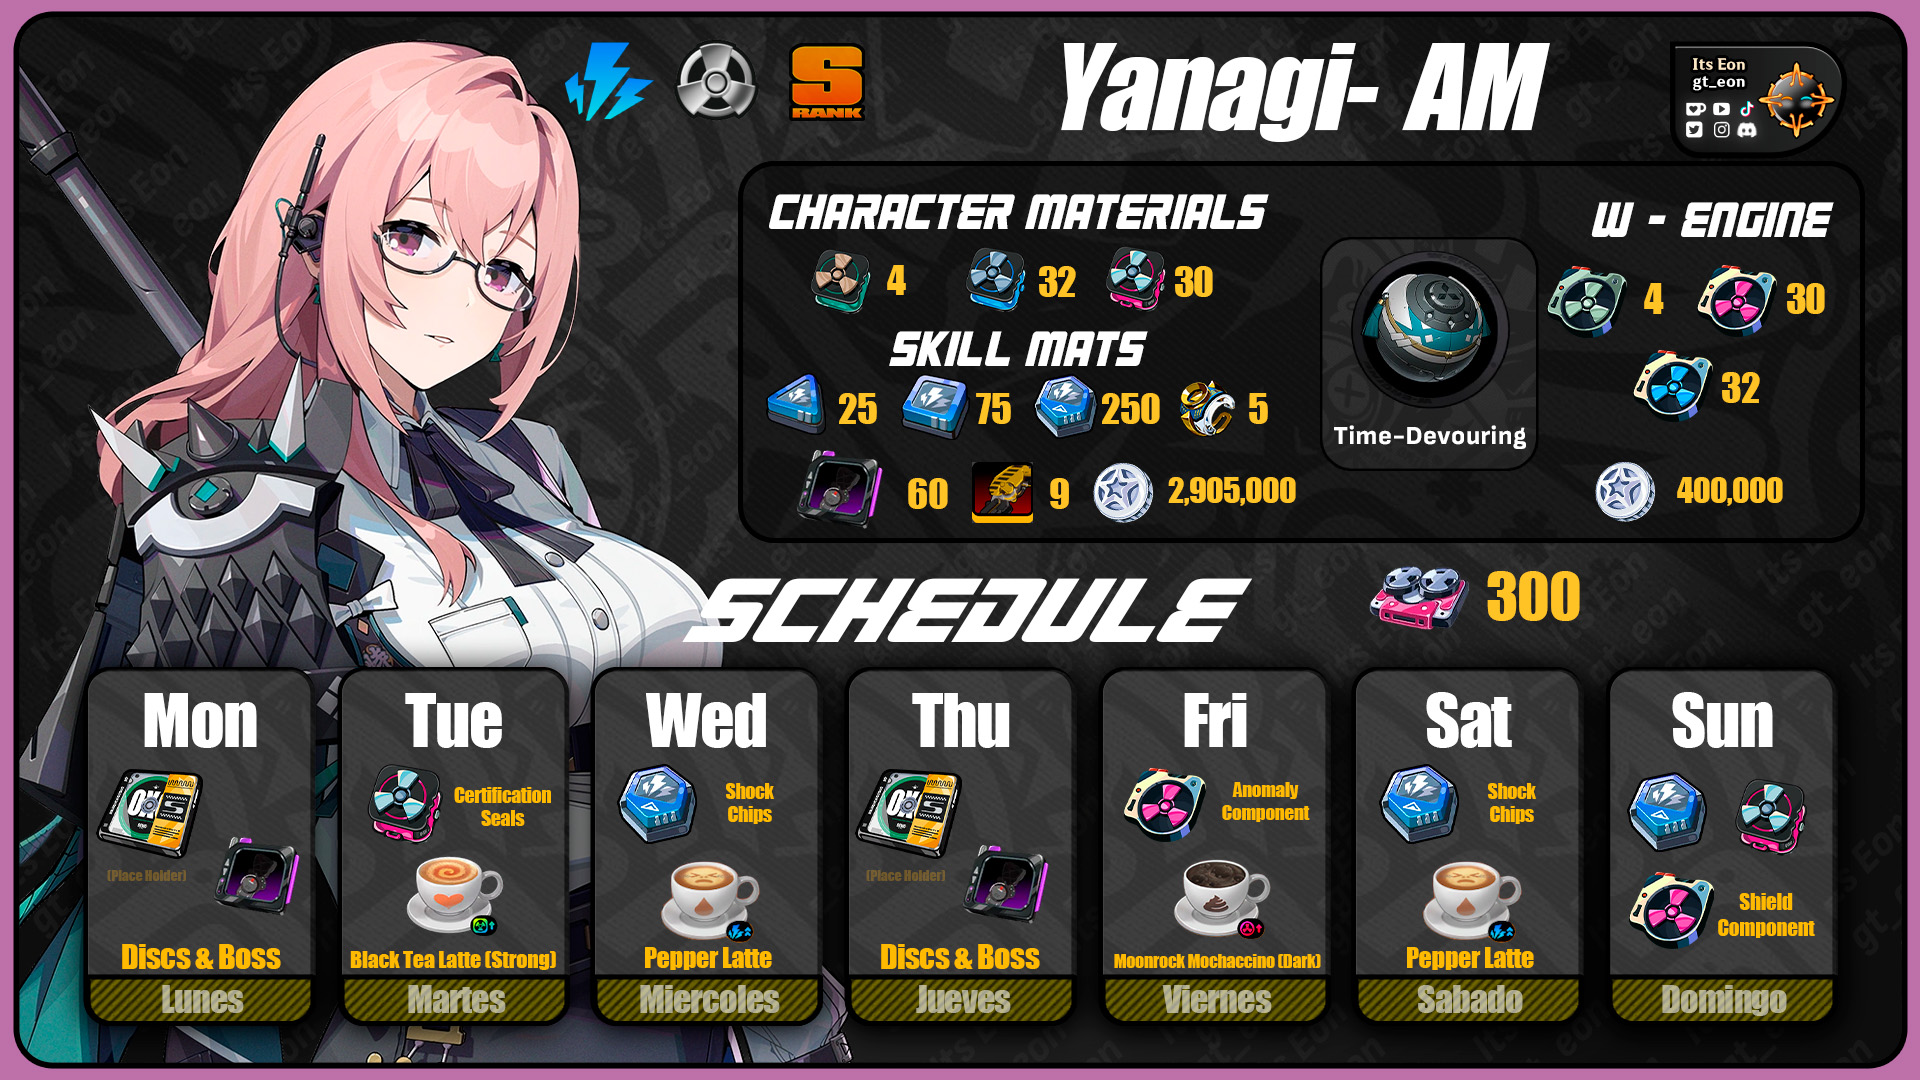 Yanagi- AM
S
RANK
Its Eon
gt_eon
CHARACTER MATERIALS
4
32
30
SKILL MATS
25
75
250
5
60
9
2,905,000
W - ENGINE
4
30
32
Time-Devouring
400,000
SCHEDULE
300
Mon
(Place Holder)
Discs & Boss
Lunes
Tue
Certification
Seals
Black Tea Latte (Strong)
Martes
Wed
Shock
Chips
Pepper Latte
Miercoles
Thu
(Place Holder)
Discs & Boss
Jueves
Fri
Anomaly
Component
Moonrock Mochaccino (Dark)
Viernes
Sat
Shock
Chips
Pepper Latte
Sabado
Sun
Shield
Component
Domingo